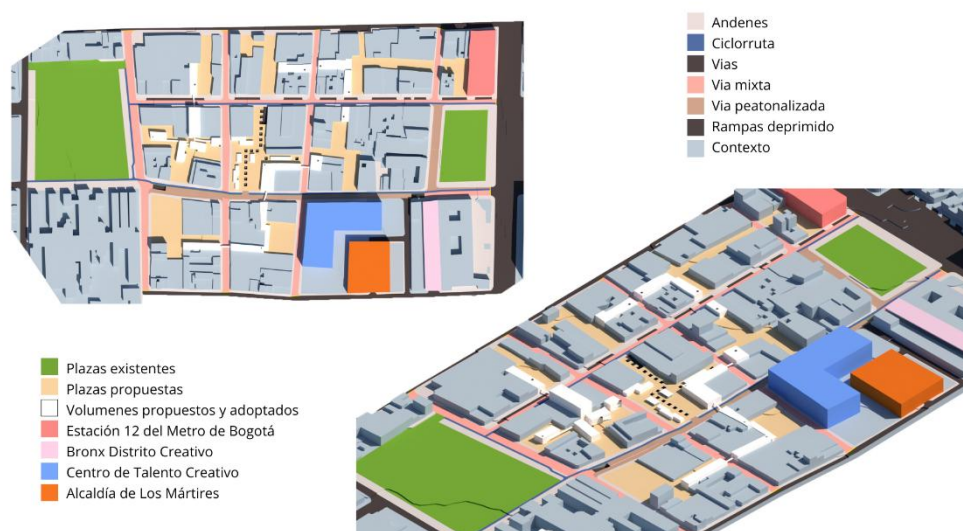 Andenes
Ciclorruta
Vias
Via mixta
Via peatonalizada
Rampas deprimido
Contexto
Plazas existentes
Plazas propuestas
Volumenes propuestos y adoptados
Estación 12 del Metro de Bogotá
Bronx Distrito Creativo
Centro de Talento Creativo
Alcaldía de Los Mártires